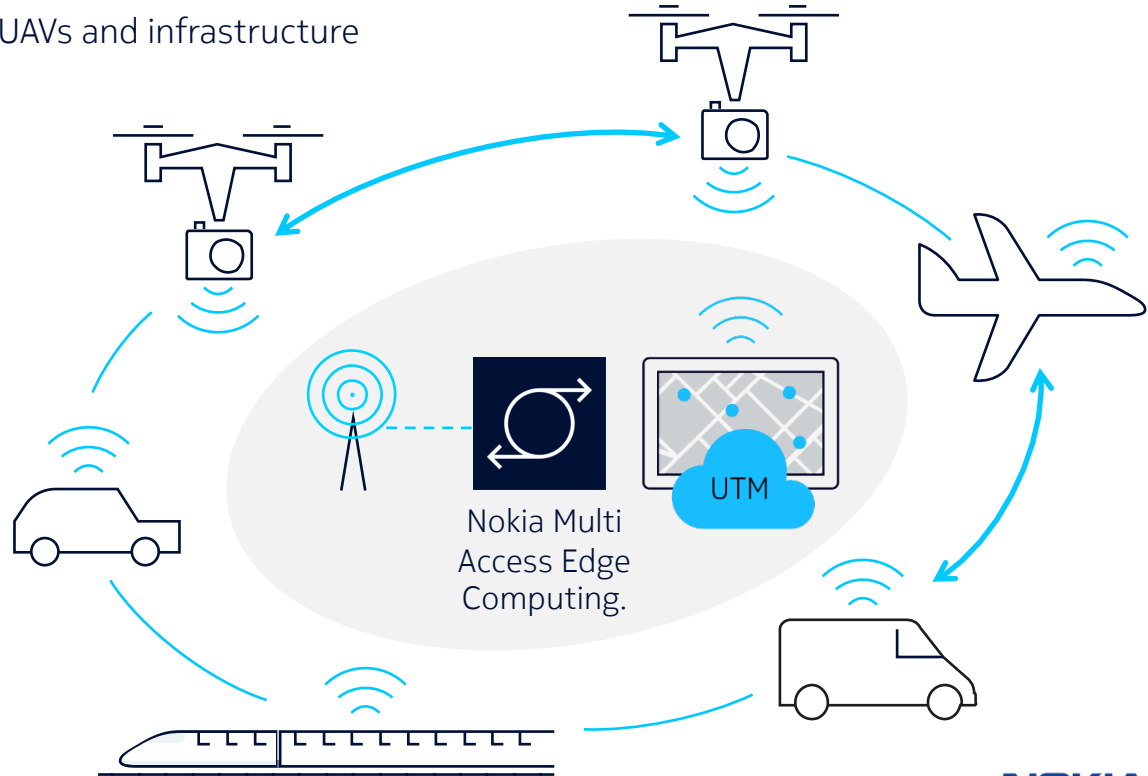 UAVs and infrastructure
UTM
Nokia Multi
Access Edge
Computing.